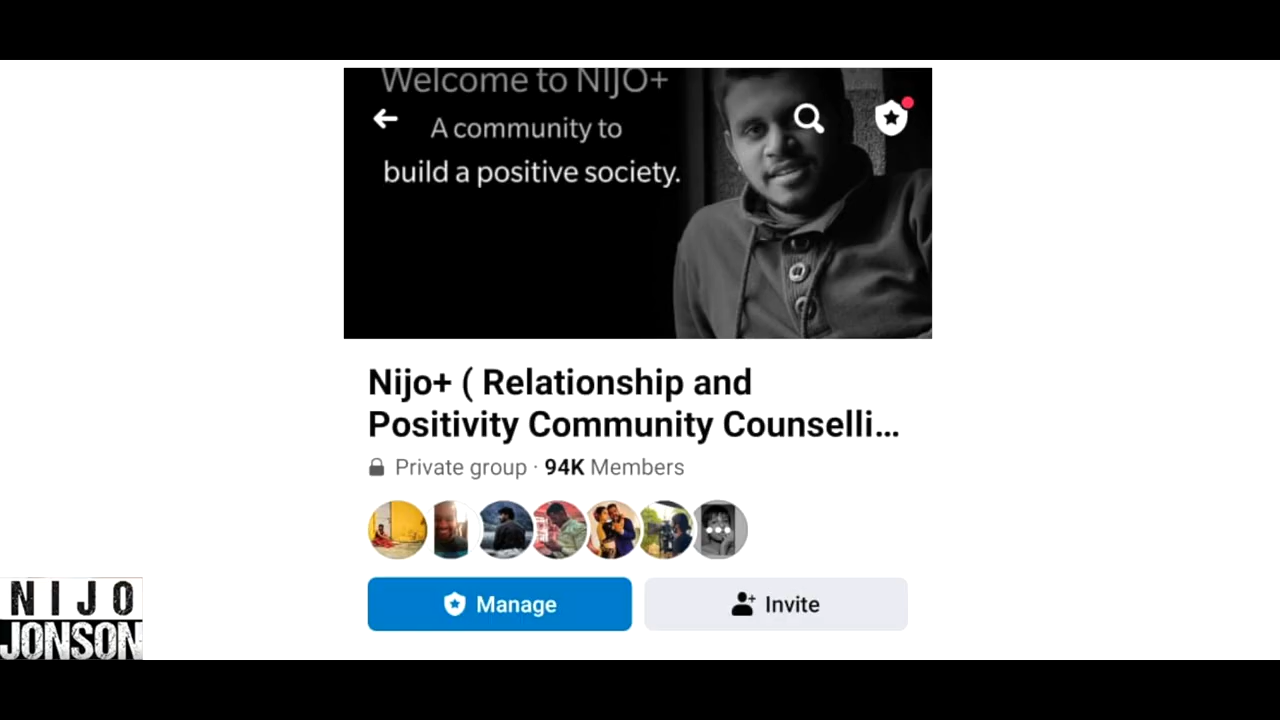 Welcome to NIJO+
A community to
build a positive society.
Nijo+ ( Relationship and
Positivity Community Counselli...
Private group · 94K Members
Manage
Invite
NIJO
JONSON